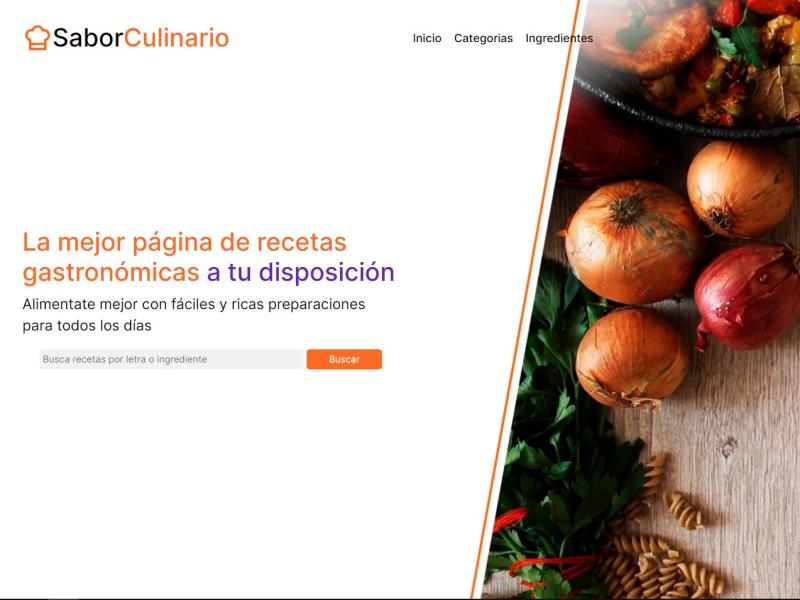 SaborCulinario
Inicio Categorias Ingredientes
La mejor página de recetas
gastronómicas a tu disposición
Alimentate mejor con fáciles y ricas preparaciones
para todos los días
Busca recetas por letra o ingrediente
Buscar